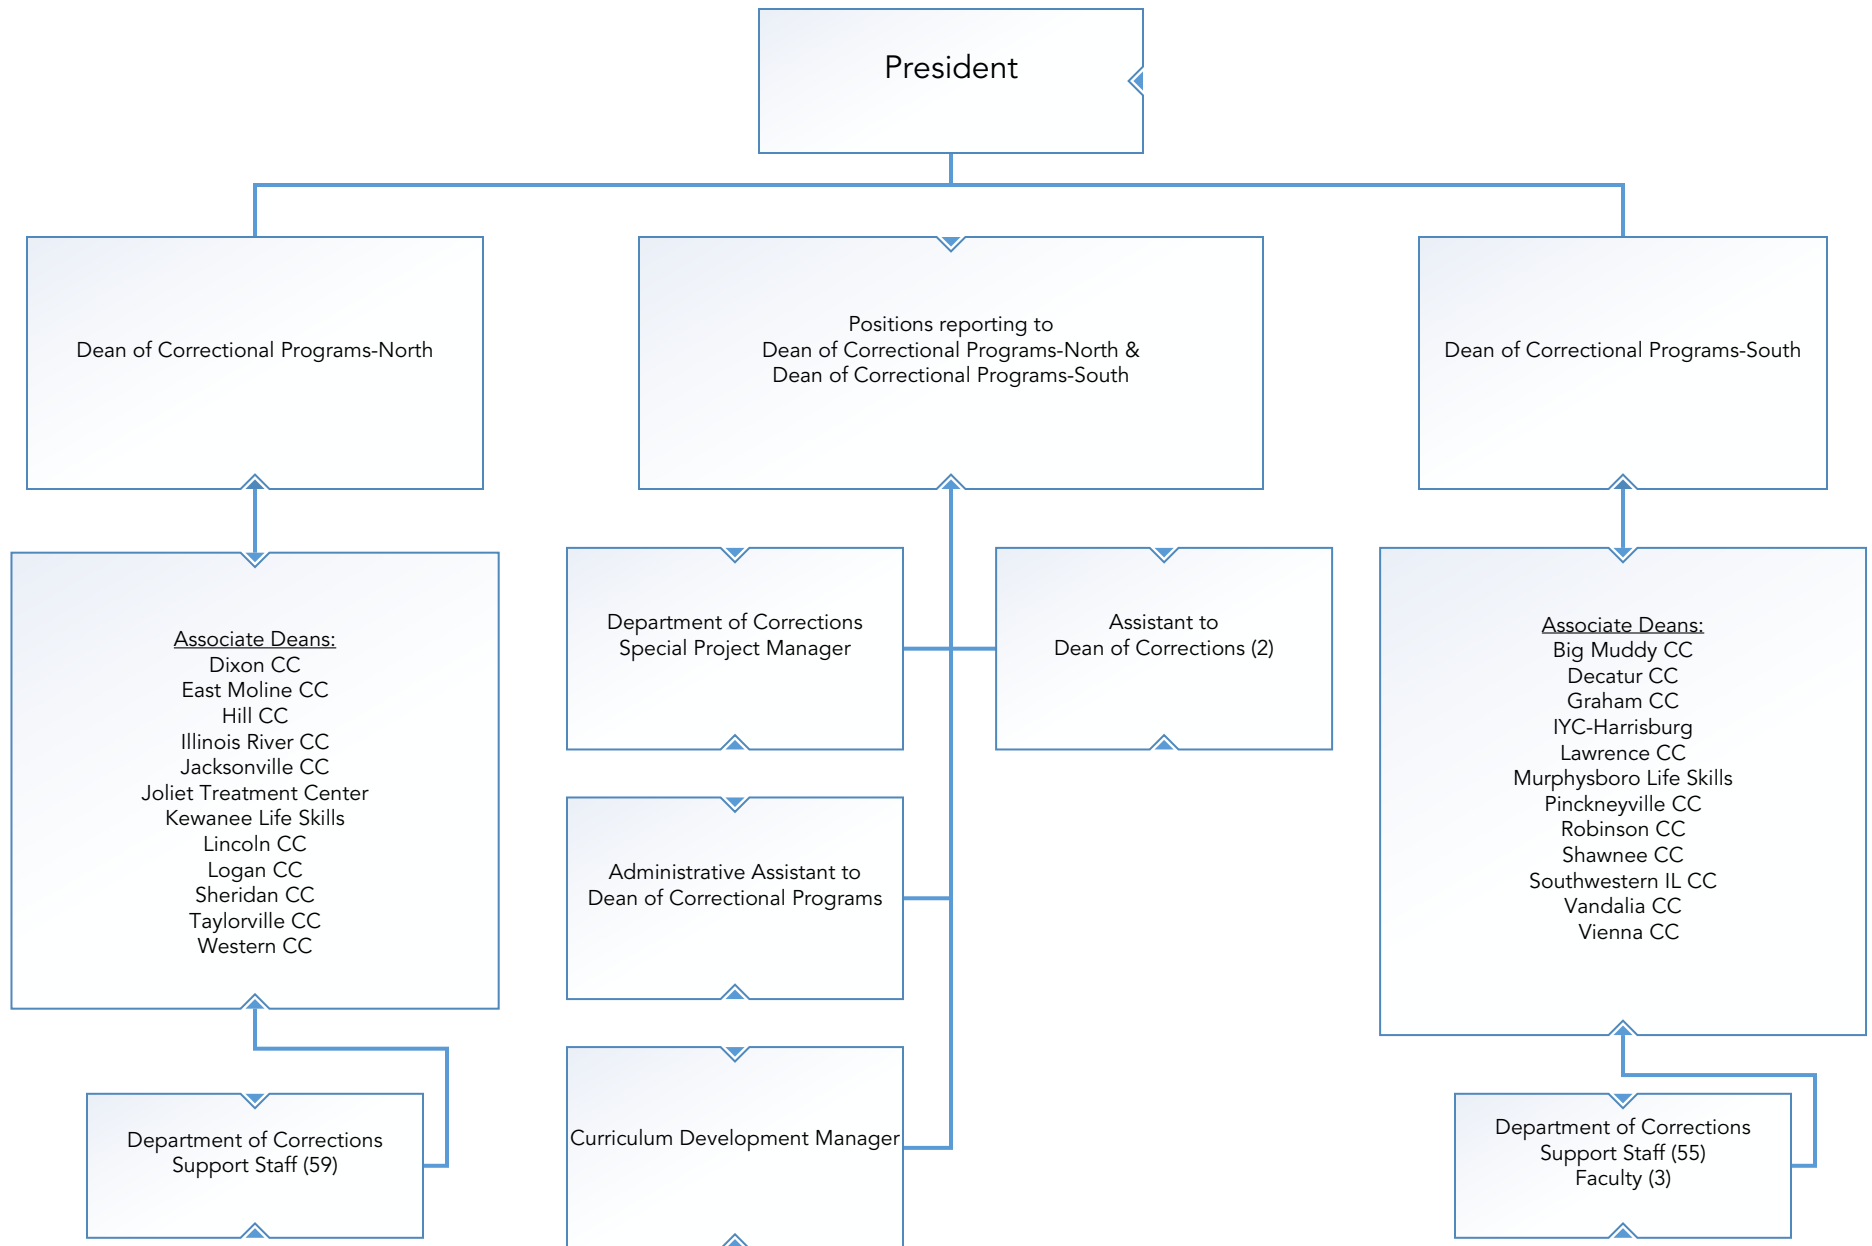 President
Dean of Correctional Programs-North
Positions reporting to
Dean of Correctional Programs-North &
Dean of Correctional Programs-South
Dean of Correctional Programs-South
Associate Deans:
Dixon CC
East Moline CC
Hill CC
Illinois River CC
Jacksonville CC
Joliet Treatment Center
Kewanee Life Skills
Lincoln CC
Logan CC
Sheridan CC
Taylorville CC
Western CC
Department of Corrections
Support Staff (59)
Department of Corrections
Special Project Manager
Assistant to
Dean of Corrections (2)
Administrative Assistant to
Dean of Correctional Programs
Curriculum Development Manager
Associate Deans:
Big Muddy CC
Decatur CC
Graham CC
IYC-Harrisburg
Lawrence CC
Murphysboro Life Skills
Pinckneyville CC
Robinson CC
Shawnee CC
Southwestern IL CC
Vandalia CC
Vienna CC
Department of Corrections
Support Staff (55)
Faculty (3)